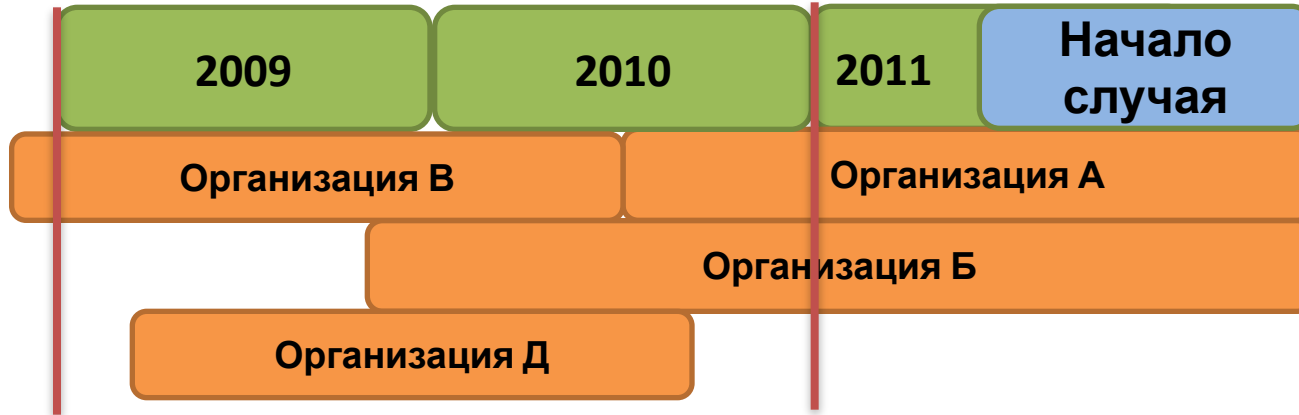 2009
2010
2011
Начало
случая
Организация В
Организация А
Организация Б
Организация Д